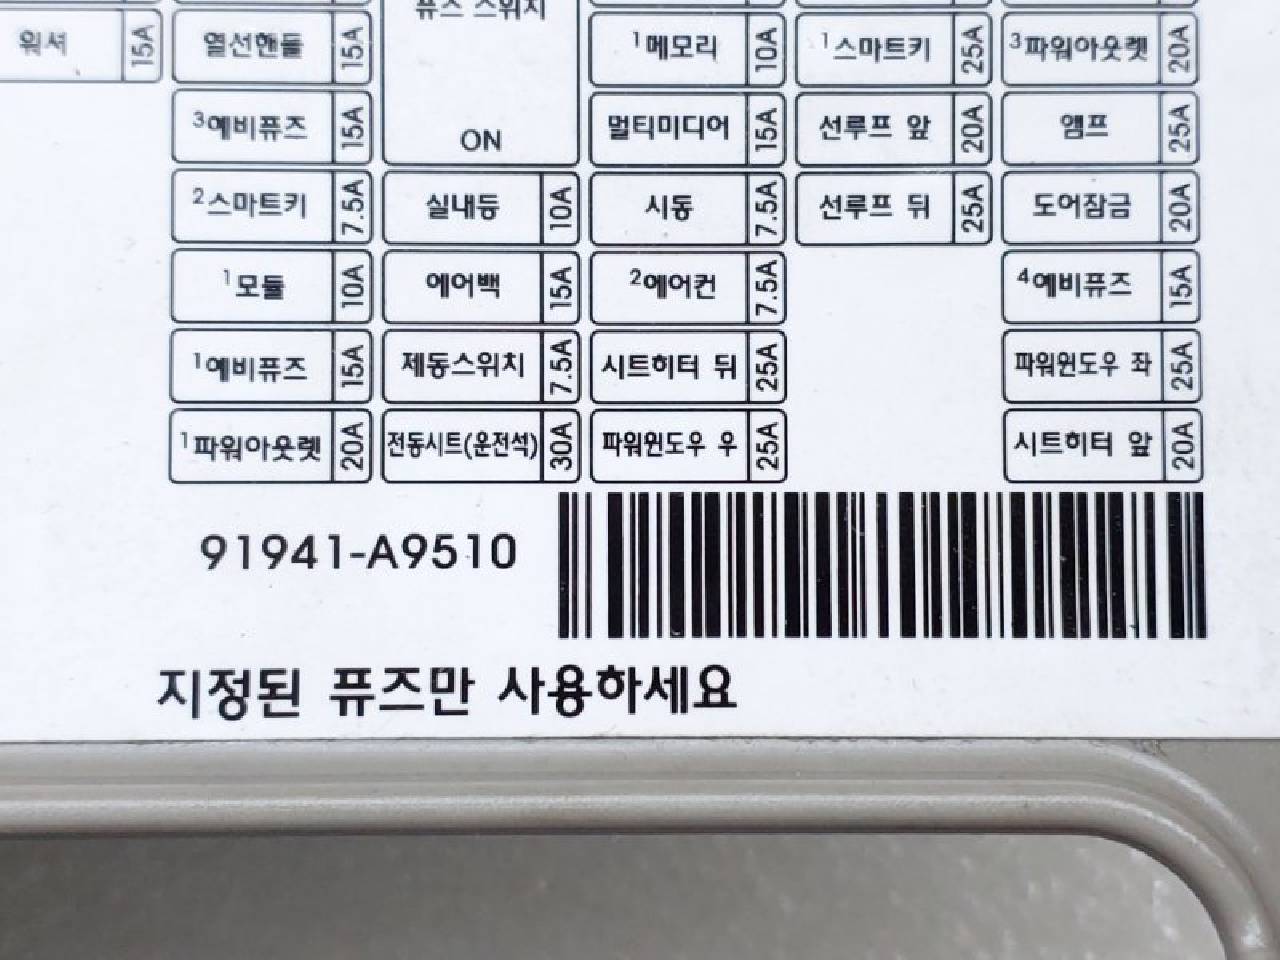 퓨즈 스위치
워셔 15A 열선핸들 15A ¹메모리 10A ¹스마트키 25A ³파워아웃렛 20A
³예비퓨즈 15A ON 멀티미디어 15A 선루프 앞 20A 앰프 25A
²스마트키 7.5A 실내등 10A 시동 7.5A 선루프 뒤 25A 도어잠금 20A
¹모듈 10A 에어백 15A ²에어컨 7.5A ⁴예비퓨즈 15A
¹예비퓨즈 15A 제동스위치 7.5A 시트히터 뒤 25A 파워윈도우 좌 25A
¹파워아웃렛 20A 전동시트(운전석) 30A 파워윈도우 우 25A 시트히터 앞 20A
91941-A9510
지정된 퓨즈만 사용하세요